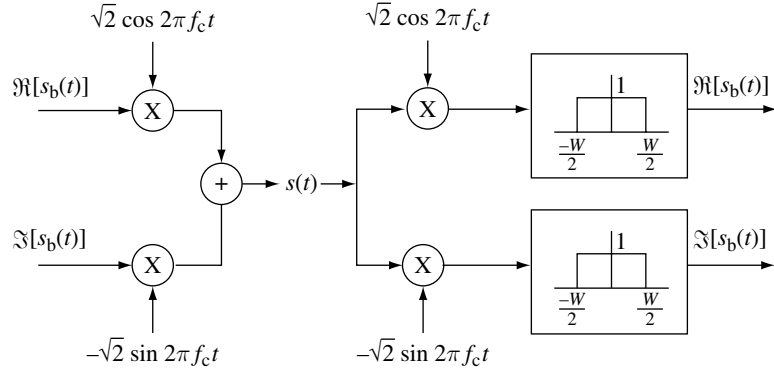 √2 cos 2πf_c t
√2 cos 2πf_c t
ℜ[s_b(t)]
X
X
1
−W/2
W/2
ℜ[s_b(t)]
+
s(t)
ℑ[s_b(t)]
X
X
1
−W/2
W/2
ℑ[s_b(t)]
−√2 sin 2πf_c t
−√2 sin 2πf_c t